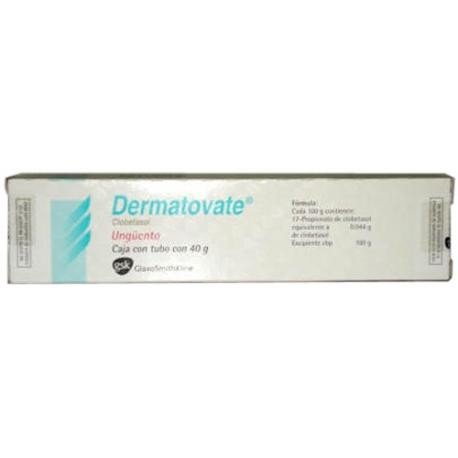 Dermatovate®
Clobetasol
Ungüento
Caja con tubo con 40 g
gsk GlaxoSmithKline
Fórmula:
Cada 100 g contiene:
17-Propionato de clobetasol
equivalente a 0.044 g
de clobetasol
Excipiente cbp 100 g